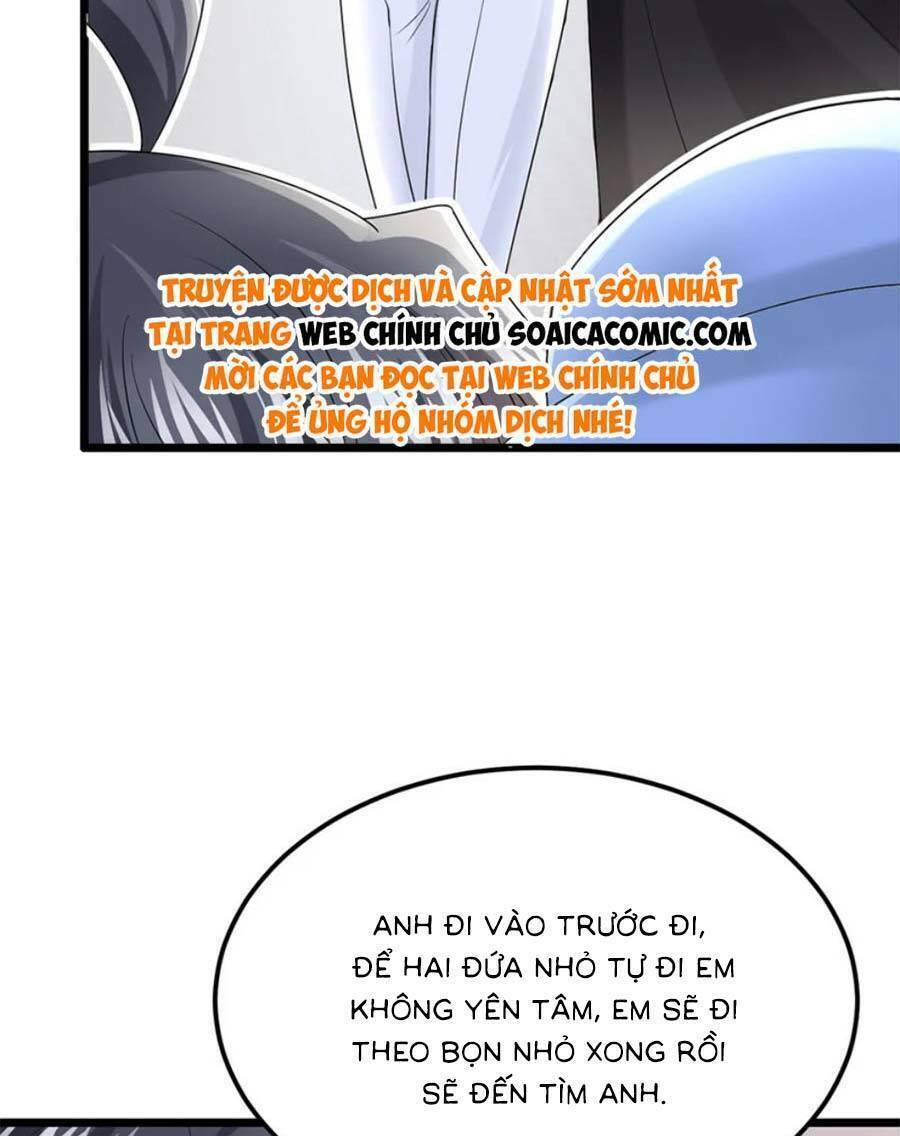 TRUYỆN ĐƯỢC DỊCH VÀ CẬP NHẬT SỚM NHẤT
TẠI TRANG WEB CHÍNH CHỦ SOAICACOMIC.COM
MỜI CÁC BẠN ĐỌC TẠI WEB CHÍNH CHỦ
ĐỂ ỦNG HỘ NHÓM DỊCH NHÉ!
ANH ĐI VÀO TRƯỚC ĐI,
ĐỂ HAI ĐỨA NHỎ TỰ ĐI EM
KHÔNG YÊN TÂM, EM SẼ ĐI
THEO BỌN NHỎ XONG RỒI
SẼ ĐẾN TÌM ANH.